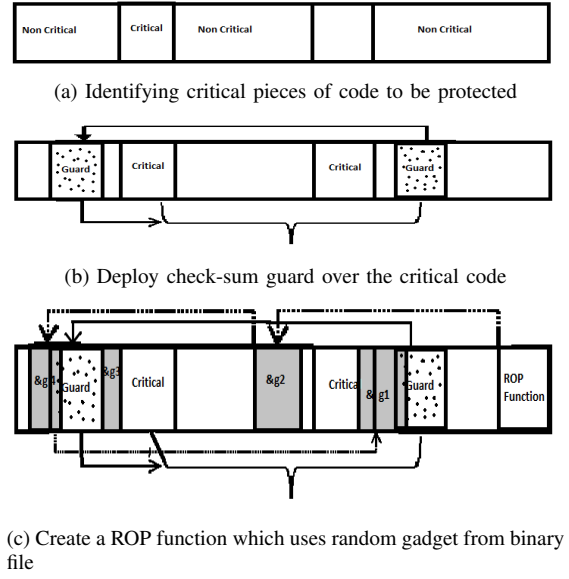 Non Critical Critical Non Critical Non Critical
(a) Identifying critical pieces of code to be protected
Guard Critical Critical Guard
(b) Deploy check-sum guard over the critical code
&g4 Guard &g3 Critical &g2 Critica &g1 Guard ROP
Function
(c) Create a ROP function which uses random gadget from binary
file